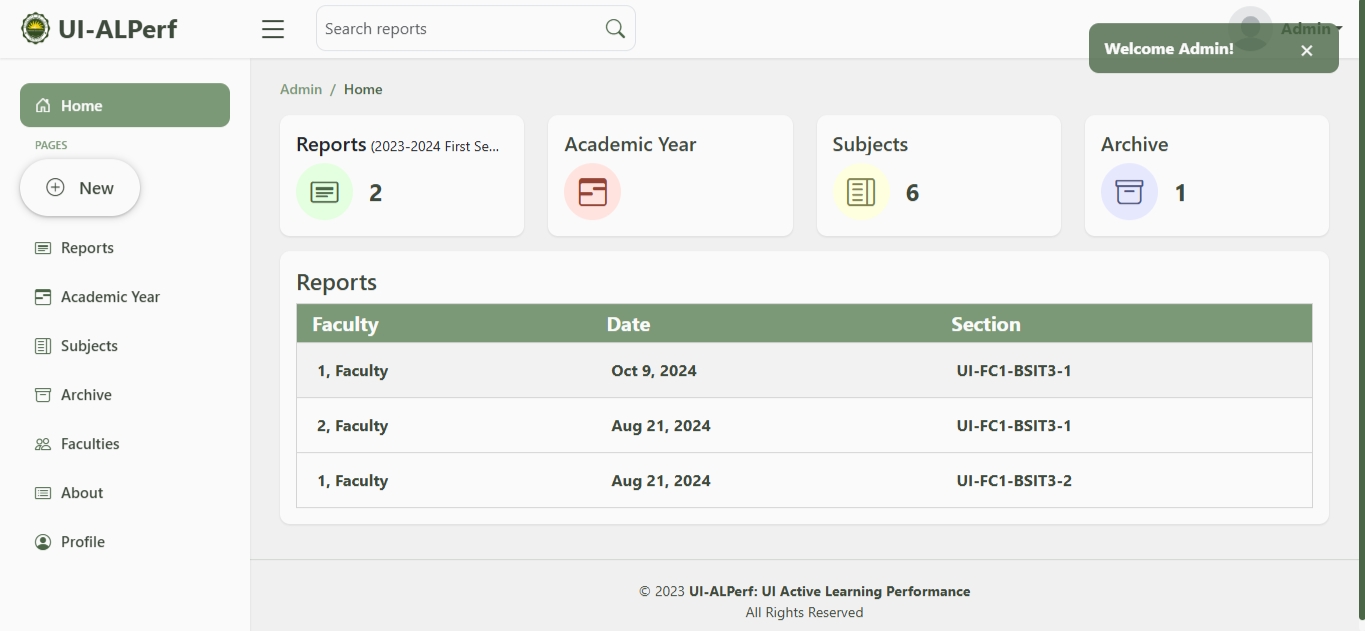 UI-ALPerf
Search reports
Admin
Welcome Admin!
Home
PAGES
New
Reports
Academic Year
Subjects
Archive
Faculties
About
Profile
Admin / Home
Reports (2023-2024 First Se...
2
Academic Year
Subjects
6
Archive
1
Reports
Faculty Date Section
1, Faculty Oct 9, 2024 UI-FC1-BSIT3-1
2, Faculty Aug 21, 2024 UI-FC1-BSIT3-1
1, Faculty Aug 21, 2024 UI-FC1-BSIT3-2
© 2023 UI-ALPerf: UI Active Learning Performance
All Rights Reserved